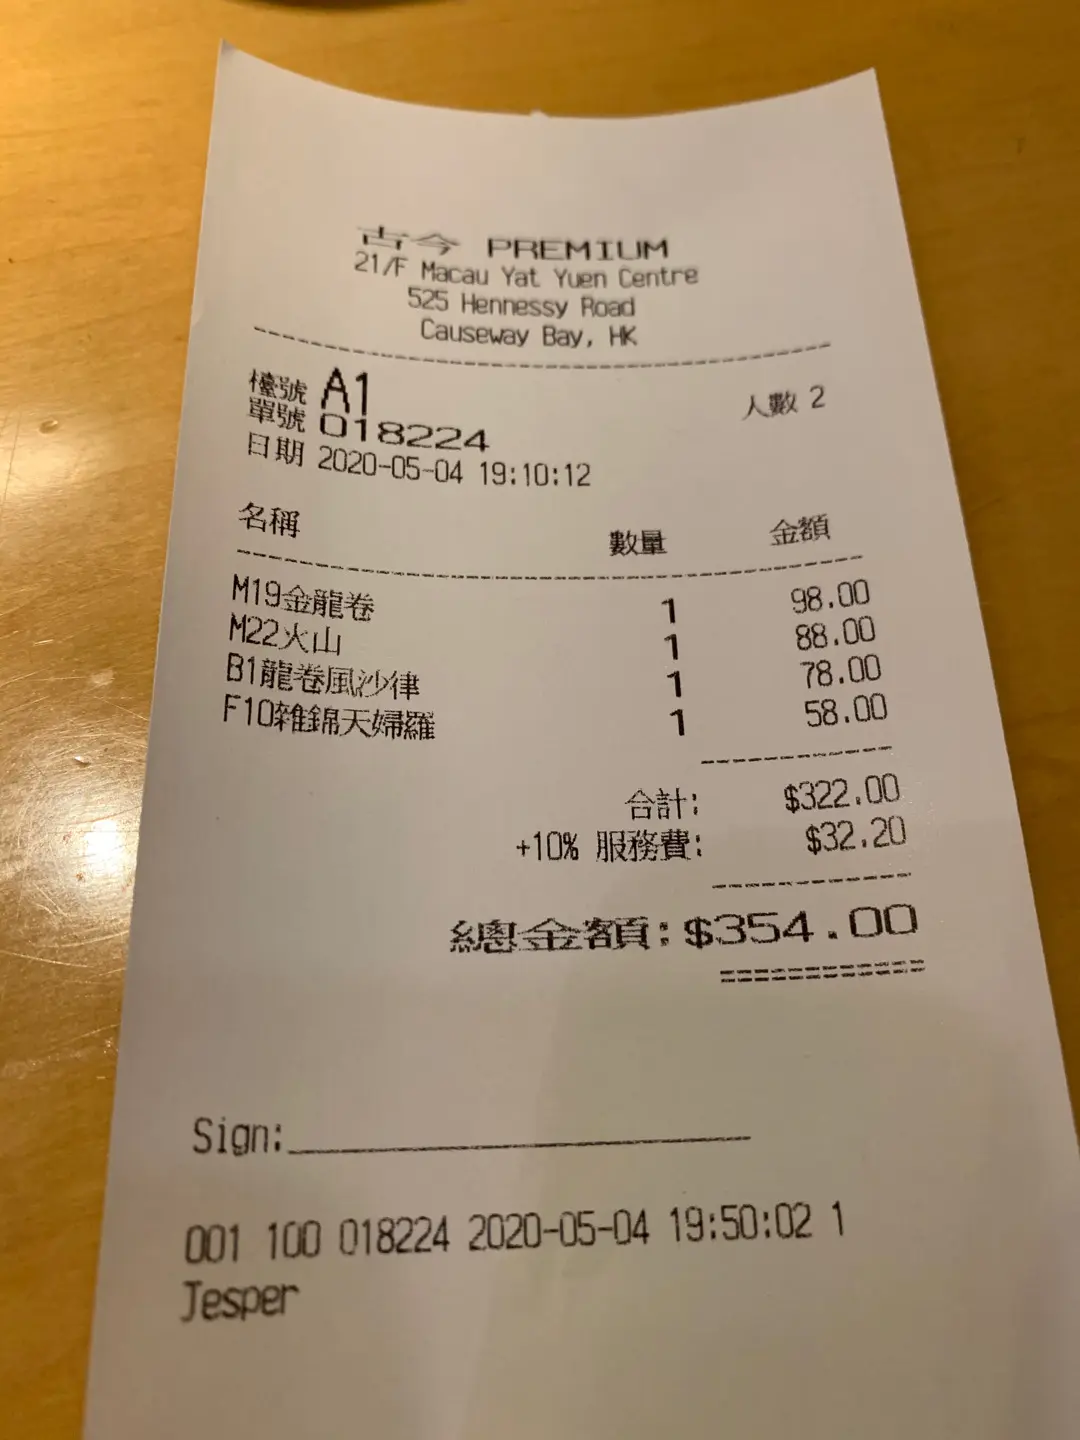 古今 PREMIUM
21/F Macau Yat Yuen Centre
525 Hennessy Road
Causeway Bay, HK
檯號 A1 人數 2
單號 018224
日期 2020-05-04 19:10:12
名稱 數量 金額
M19金龍卷 1 98.00
M22火山 1 88.00
B1龍卷風沙律 1 78.00
F10雜錦天婦羅 1 58.00
合計: $322.00
+10% 服務費: $32.20
總金額:$354.00
Sign:
001 100 018224 2020-05-04 19:50:02 1
Jesper